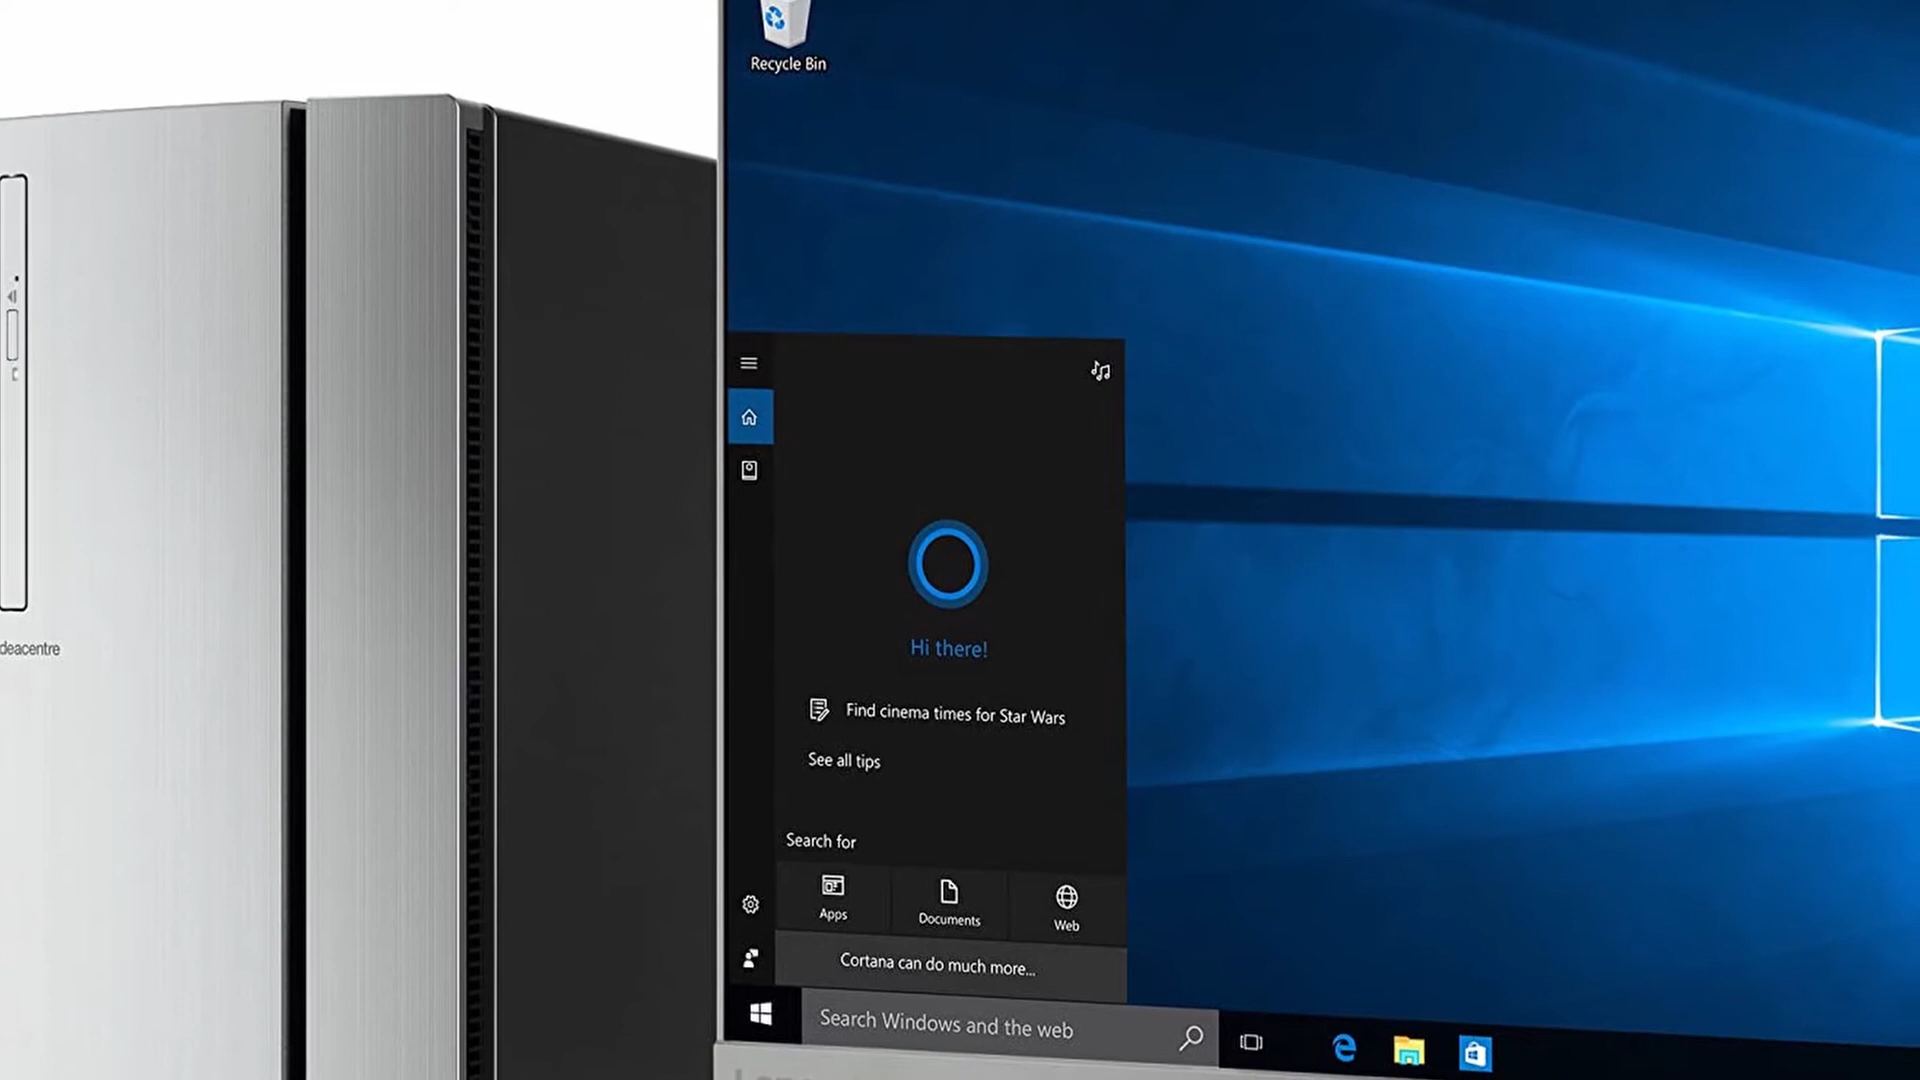 Recycle Bin
deacentre
Hi there!
Find cinema times for Star Wars
See all tips
Search for
Apps
Documents
Web
Cortana can do much more...
Search Windows and the web